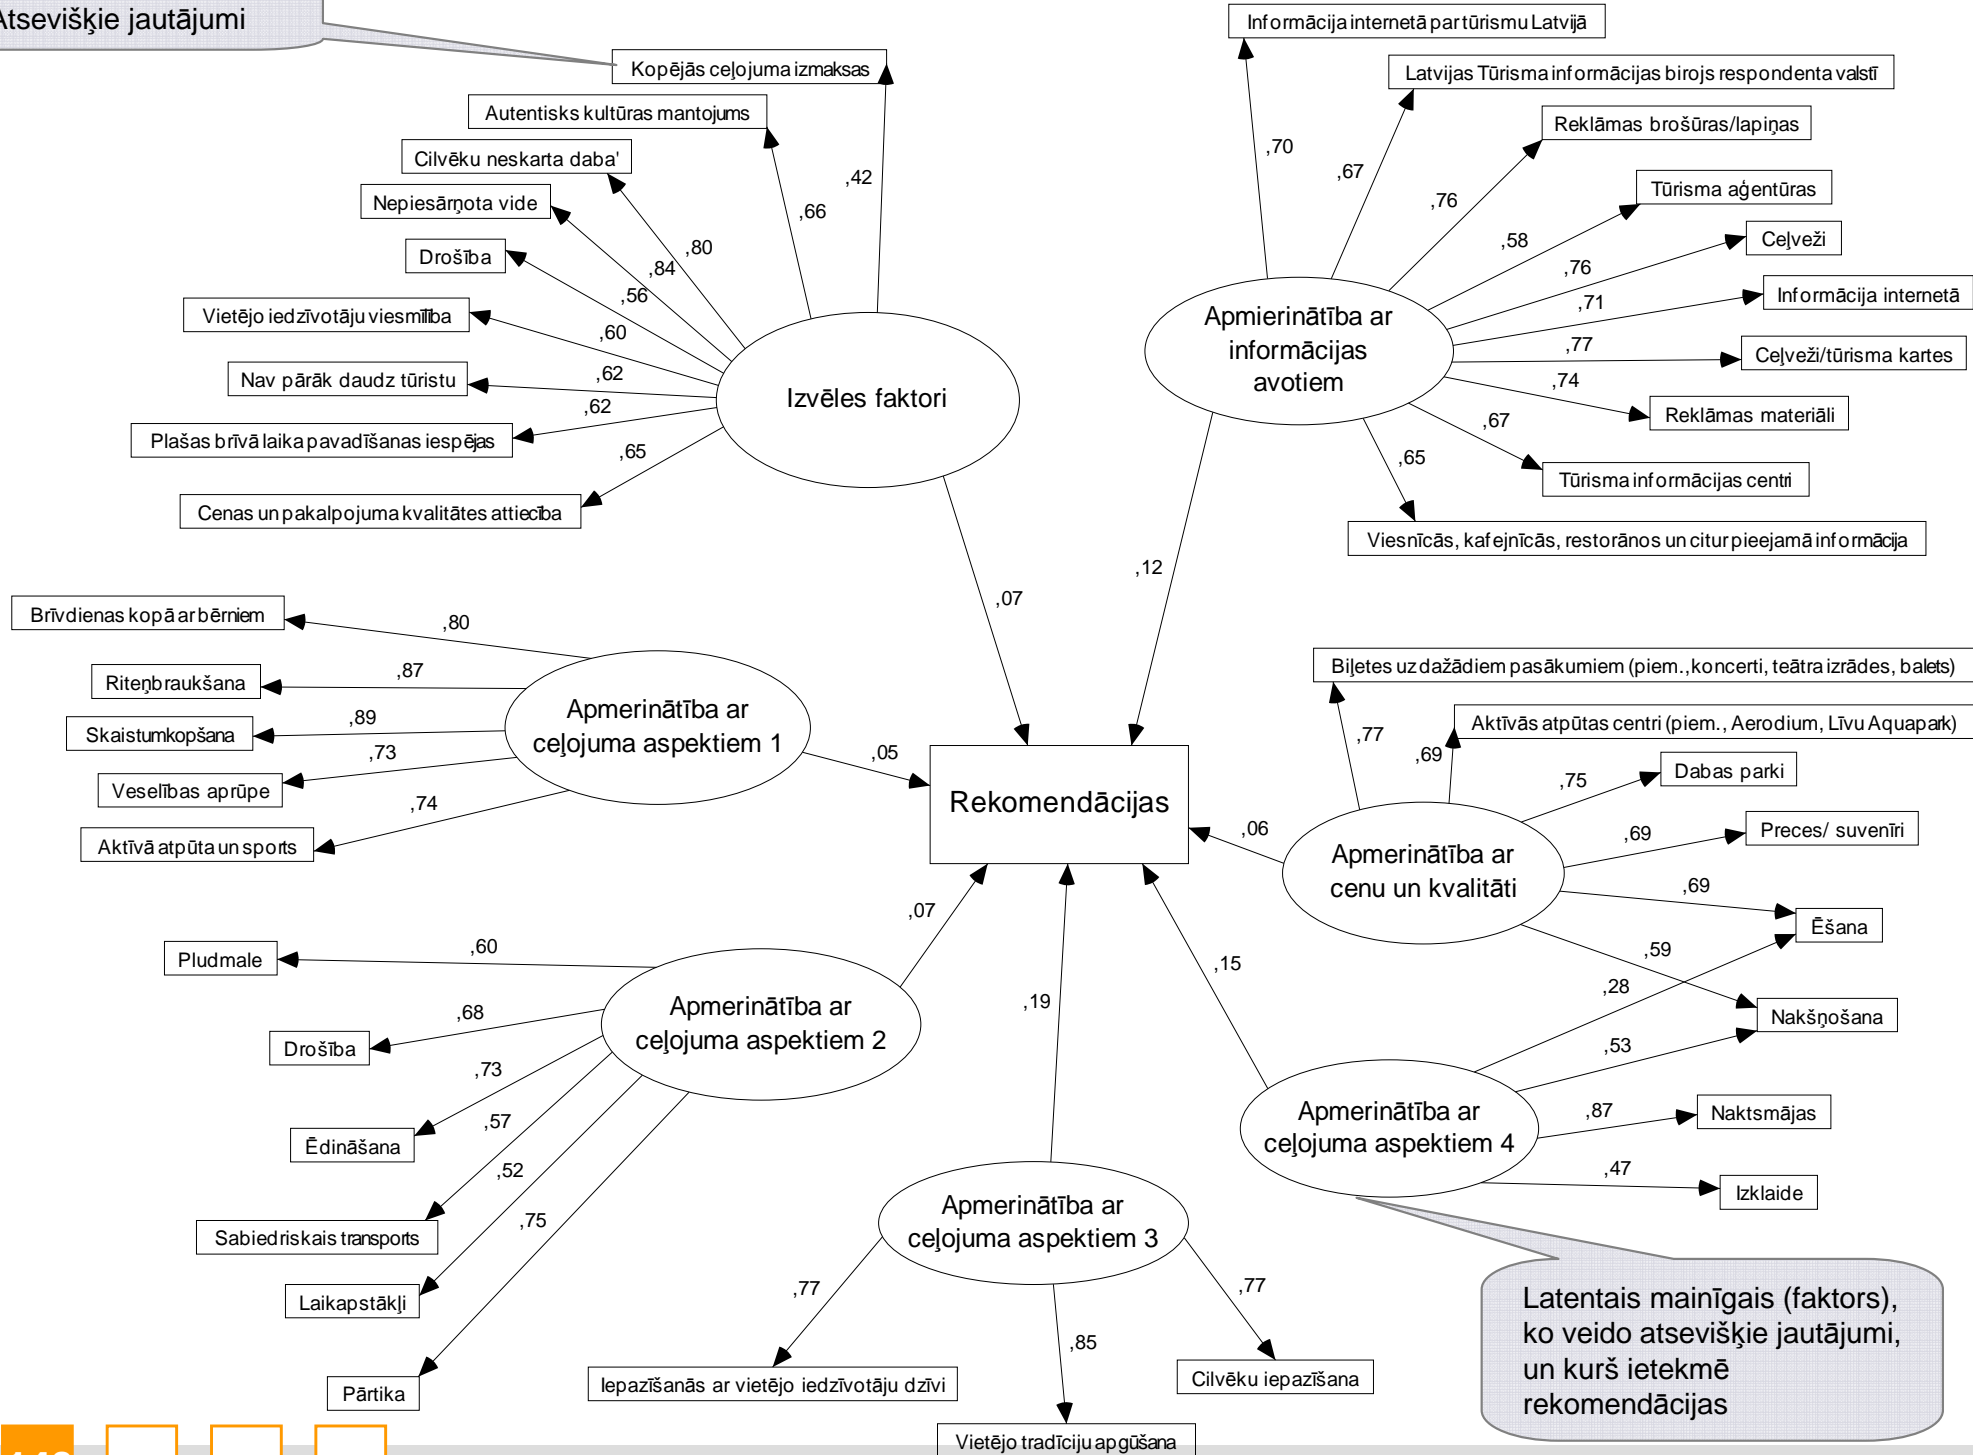 Atsevišķie jautājumi
Kopējās ceļojuma izmaksas
Autentisks kultūras mantojums
Cilvēku neskarta daba'
Nepiesārņota vide
Drošība
Vietējo iedzīvotāju viesmīlība
Nav pārāk daudz tūristu
Plašas brīvā laika pavadīšanas iespējas
Cenas un pakalpojuma kvalitātes attiecība
,42
,66
,80
,84
,56
,60
,62
,62
,65
Izvēles faktori
,07
Informācija internetā par tūrismu Latvijā
Latvijas Tūrisma informācijas birojs respondenta valstī
Reklāmas brošūras/lapiņas
Tūrisma aģentūras
Ceļveži
Informācija internetā
Ceļveži/tūrisma kartes
Reklāmas materiāli
Tūrisma informācijas centri
Viesnīcās, kafejnīcās, restorānos un citur pieejamā informācija
,70
,67
,76
,58
,76
,71
,77
,74
,67
,65
Apmierinātība ar
informācijas
avotiem
,12
Brīvdienas kopā ar bērniem
Riteņbraukšana
Skaistumkopšana
Veselības aprūpe
Aktīvā atpūta un sports
,80
,87
,89
,73
,74
Apmerinātība ar
ceļojuma aspektiem 1
,05
Rekomendācijas
Biļetes uz dažādiem pasākumiem (piem.,koncerti, teātra izrādes, balets)
Aktīvās atpūtas centri (piem., Aerodium, Līvu Aquapark)
Dabas parki
Preces/ suvenīri
Ēšana
Nakšņošana
,77
,69
,75
,69
,69
,59
Apmerinātība ar
cenu un kvalitāti
,06
Pludmale
Drošība
Ēdināšana
Sabiedriskais transports
Laikapstākļi
Pārtika
,60
,68
,73
,57
,52
,75
Apmerinātība ar
ceļojuma aspektiem 2
,07
Apmerinātība ar
ceļojuma aspektiem 3
,19
,77
,85
,77
Iepazīšanās ar vietējo iedzīvotāju dzīvi
Vietējo tradīciju apgūšana
Cilvēku iepazīšana
Apmerinātība ar
ceļojuma aspektiem 4
,15
,28
,53
,87
,47
Naktsmājas
Izklaide
Latentais mainīgais (faktors),
ko veido atsevišķie jautājumi,
un kurš ietekmē
rekomendācijas